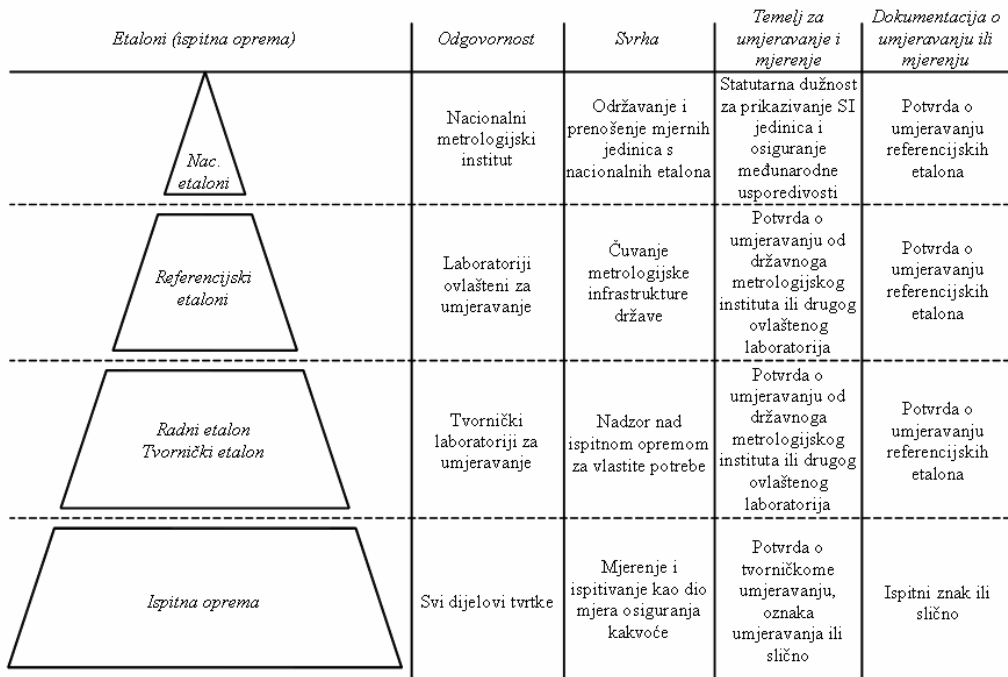 Etaloni (ispitna oprema)
Odgovornost
Svrha
Temelj za
umjeravanje i
mjerenje
Dokumentacija o
umjeravanju ili
mjerenju
Nac.
etaloni
Nacionalni
metrologijski
institut
Održavanje i
prenošenje mjernih
jedinica s
nacionalnih etalona
Statutarna dužnost
za prikazivanje SI
jedinica i
osiguranje
međunarodne
usporedivosti
Potvrda o
umjeravanju
referencijskih
etalona
Referencijski
etaloni
Laboratoriji
ovlašteni za
umjeravanje
Čuvanje
metrologijske
infrastrukture
države
Potvrda o
umjeravanju od
državnoga
metrologijskog
instituta ili drugog
ovlaštenog
laboratorija
Potvrda o
umjeravanju
referencijskih
etalona
Radni etalon
Tvornički etalon
Tvornički
laboratoriji za
umjeravanje
Nadzor nad
ispitnom opremom
za vlastite potrebe
Potvrda o
umjeravanju od
državnoga
metrologijskog
instituta ili drugog
ovlaštenog
laboratorija
Potvrda o
umjeravanju
referencijskih
etalona
Ispitna oprema
Svi dijelovi tvrtke
Mjerenje i
ispitivanje kao dio
mjera osiguranja
kakvoće
Potvrda o
tvorničkome
umjeravanju,
oznaka
umjeravanja ili
slično
Ispitni znak ili
slično